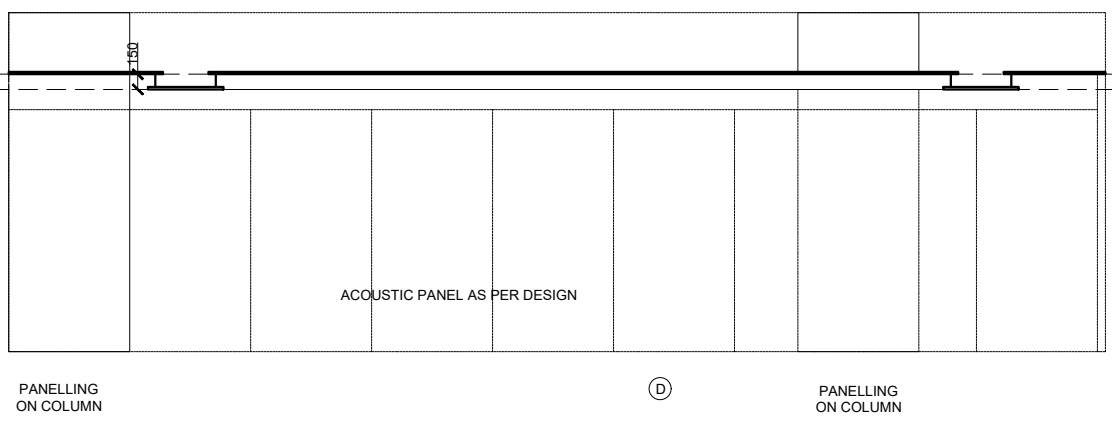 150
ACOUSTIC PANEL AS PER DESIGN
PANELLING
ON COLUMN
D
PANELLING
ON COLUMN